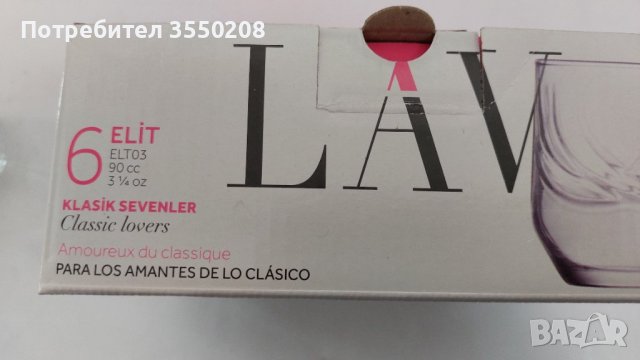 Потребител 3550208
LAV
6
ELİT
ELT03
90 cc
3 ¼ oz
KLASİK SEVENLER
Classic lovers
Amoureux du classique
PARA LOS AMANTES DE LO CLÁSICO
BAZAR